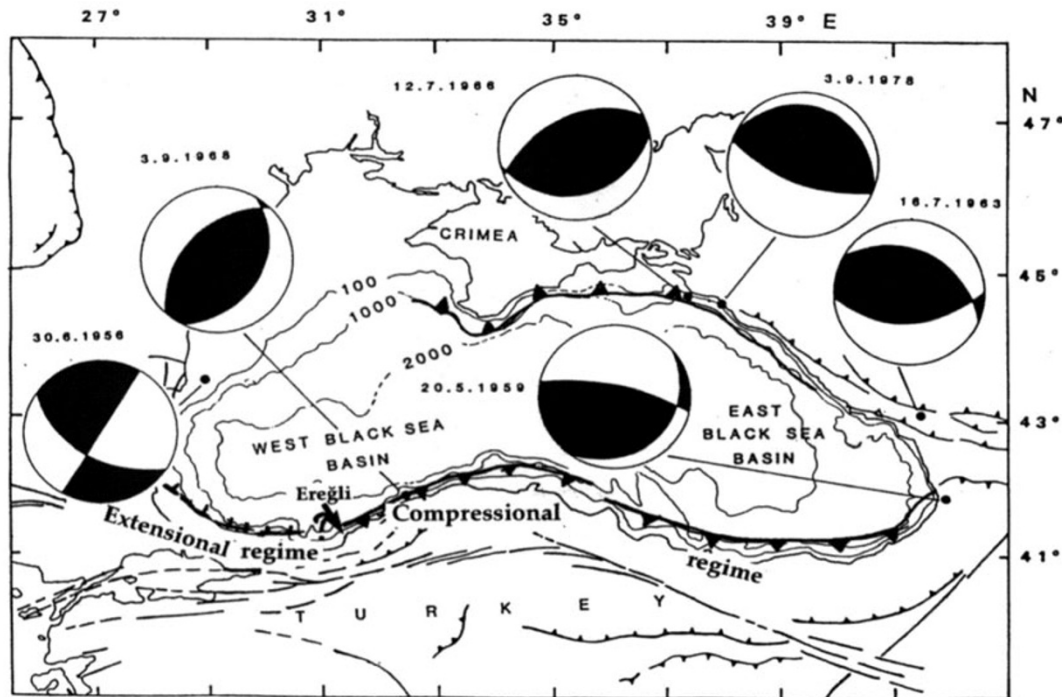 27° 31° 35° 39° E
N
12.7.1966
3.9.1978
47°
3.9.1968
16.7.1963
CRIMEA
45°
100
1000
30.6.1956
2000
20.5.1959
43°
EAST
BLACK SEA
BASIN
WEST BLACK SEA
BASIN
Ereğli
Compressional
Extensional regime
?
regime
41°
TURKEY